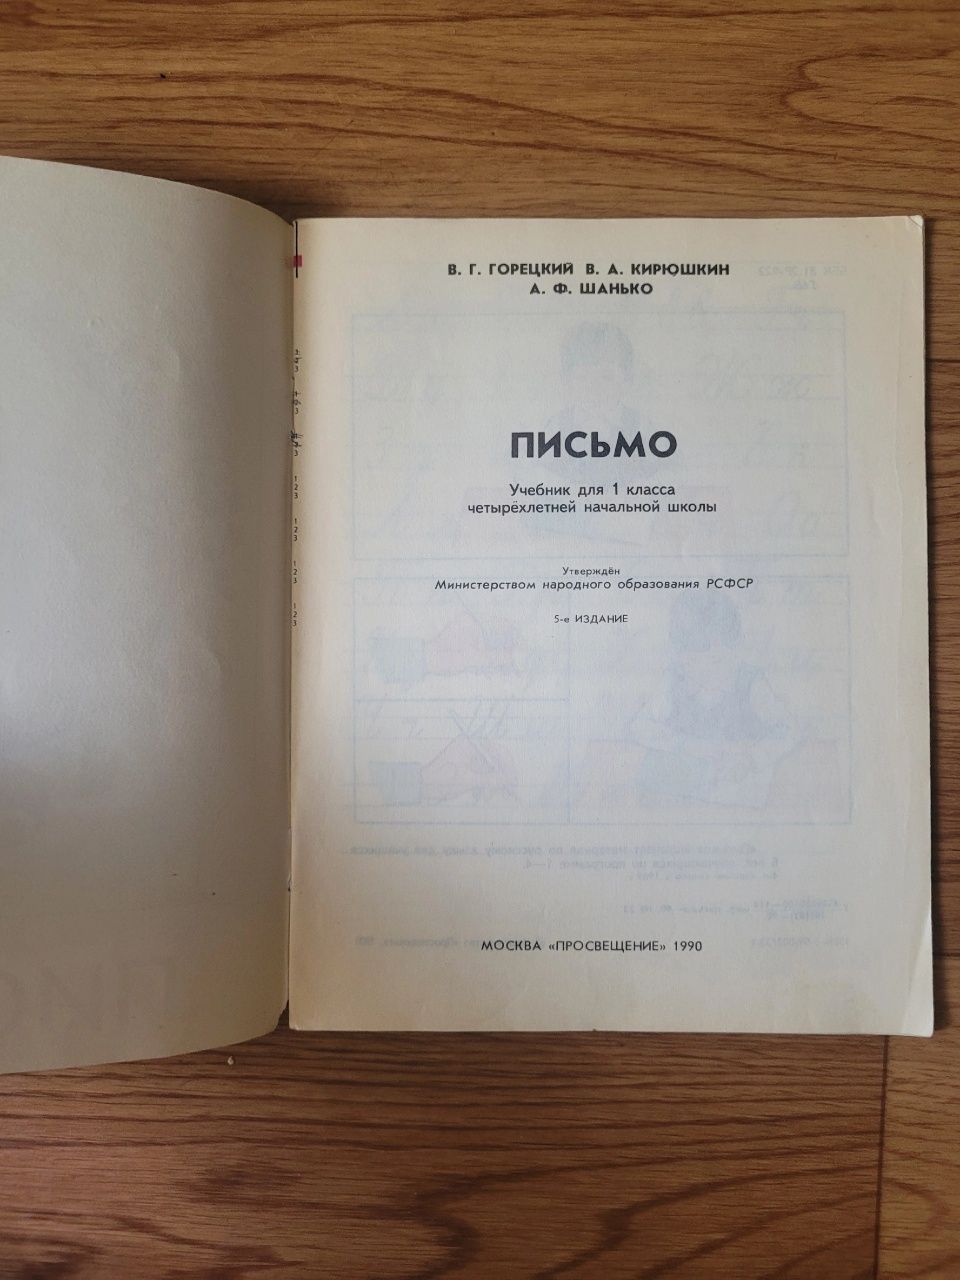 В. Г. ГОРЕЦКИЙ В. А. КИРЮШКИН
А. Ф. ШАНЬКО
ПИСЬМО
Учебник для 1 класса
четырёхлетней начальной школы
Утверждён
Министерством народного образования РСФСР
5-е ИЗДАНИЕ
МОСКВА «ПРОСВЕЩЕНИЕ» 1990